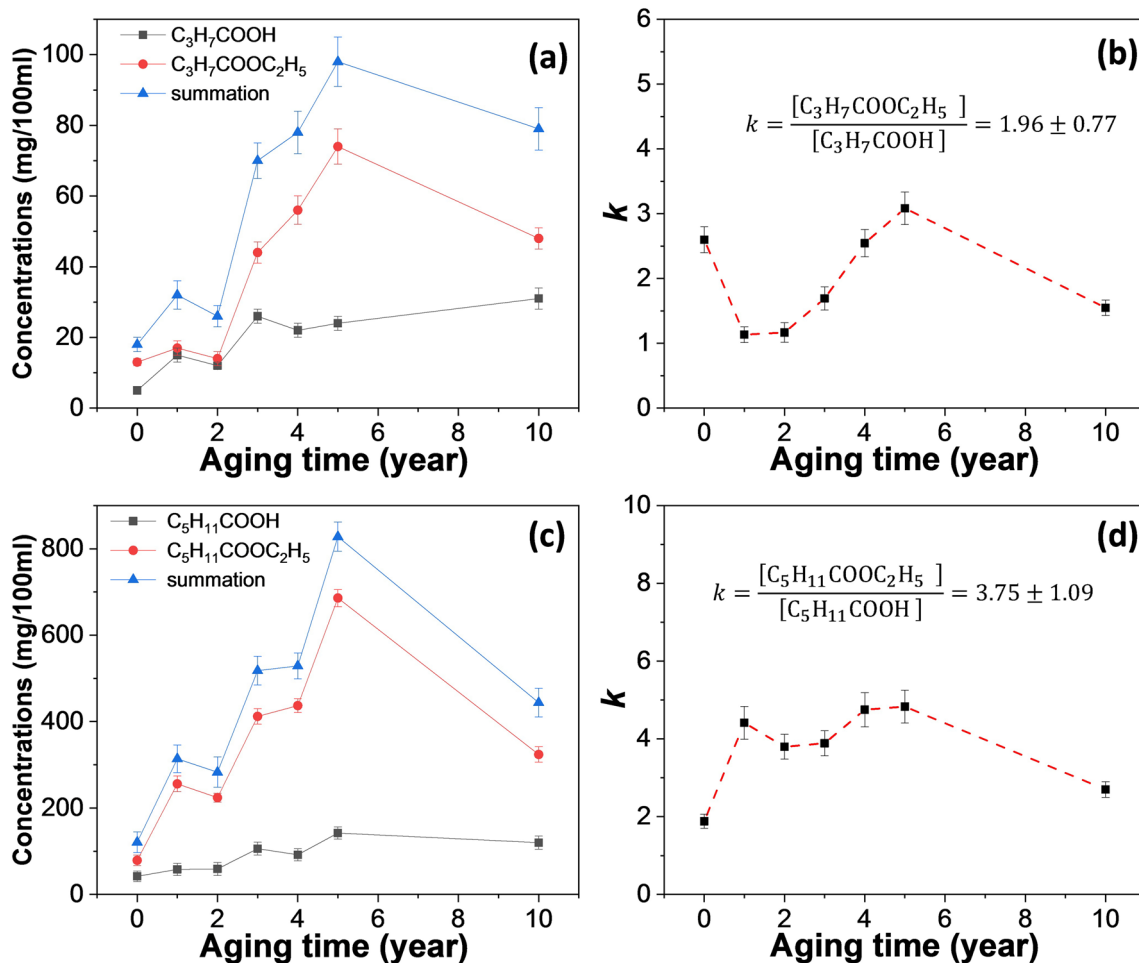 C₃H₇COOH
C₃H₇COOC₂H₅
summation
(a)
Concentrations (mg/100ml)
100
80
60
40
20
0
0 2 4 6 8 10
Aging time (year)
(b)
k = [C₃H₇COOC₂H₅ ] / [C₃H₇COOH] = 1.96 ± 0.77
k
6
5
4
3
2
1
0
0 2 4 6 8 10
Aging time (year)
C₅H₁₁COOH
C₅H₁₁COOC₂H₅
summation
(c)
Concentrations (mg/100ml)
800
600
400
200
0
0 2 4 6 8 10
Aging time (year)
(d)
k = [C₅H₁₁COOC₂H₅ ] / [C₅H₁₁COOH ] = 3.75 ± 1.09
k
10
8
6
4
2
0
0 2 4 6 8 10
Aging time (year)